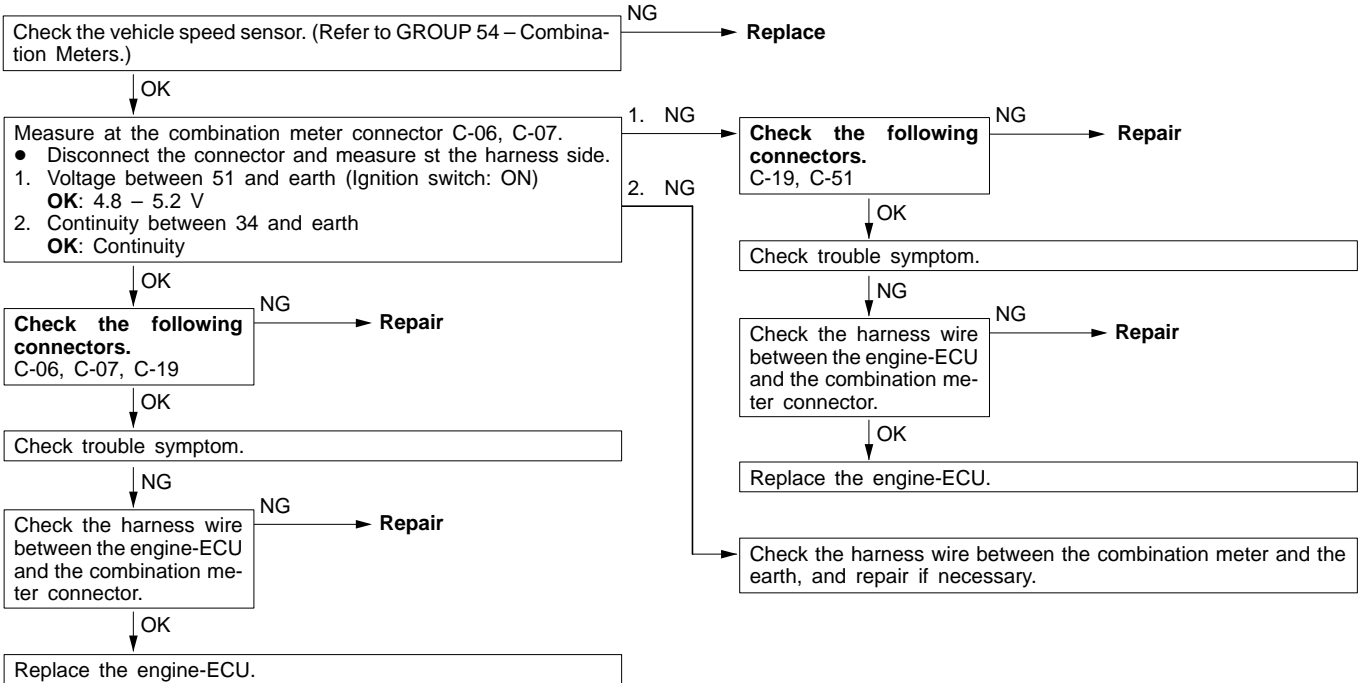 Check the vehicle speed sensor. (Refer to GROUP 54 – Combina-
tion Meters.)
NG
Replace
OK
Measure at the combination meter connector C-06, C-07.
● Disconnect the connector and measure st the harness side.
1. Voltage between 51 and earth (Ignition switch: ON)
OK: 4.8 – 5.2 V
2. Continuity between 34 and earth
OK: Continuity
1. NG
2. NG
OK
Check the following
connectors.
C-06, C-07, C-19
NG
Repair
OK
Check trouble symptom.
NG
Check the harness wire
between the engine-ECU
and the combination me-
ter connector.
NG
Repair
OK
Replace the engine-ECU.
Check the following
connectors.
C-19, C-51
NG
Repair
OK
Check trouble symptom.
NG
Check the harness wire
between the engine-ECU
and the combination me-
ter connector.
NG
Repair
OK
Replace the engine-ECU.
Check the harness wire between the combination meter and the
earth, and repair if necessary.